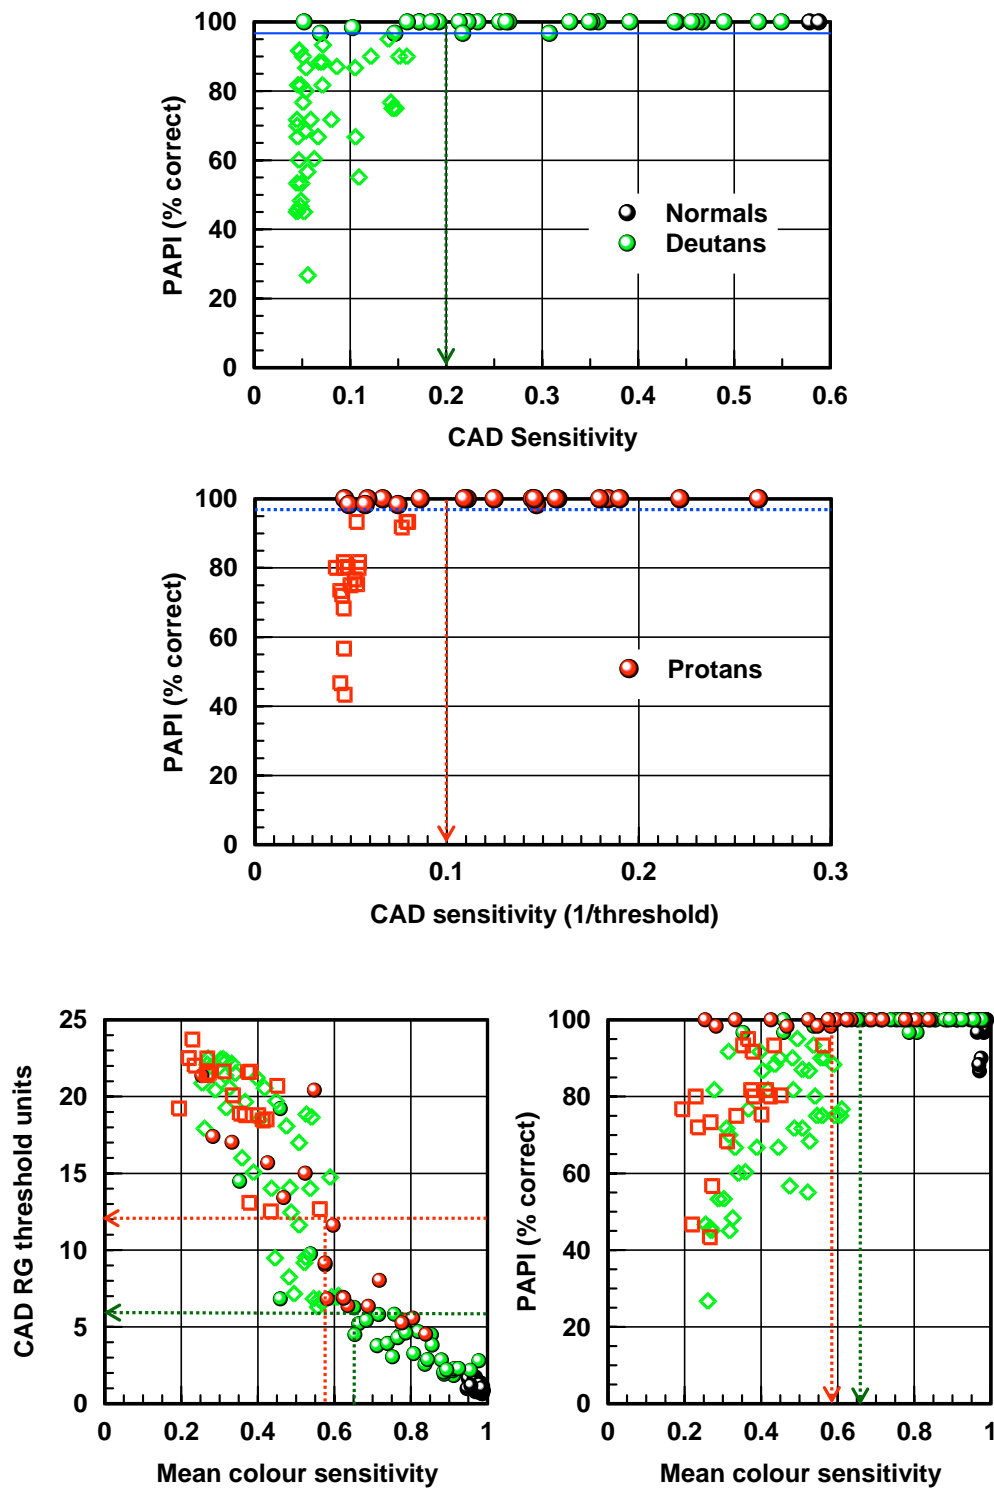 100
80
60
40
20
0
PAPI (% correct)
Normals
Deutans
0 0.1 0.2 0.3 0.4 0.5 0.6
CAD Sensitivity
100
80
60
40
20
0
PAPI (% correct)
Protans
0 0.1 0.2 0.3
CAD sensitivity (1/threshold)
25
20
15
10
5
0
CAD RG threshold units
0 0.2 0.4 0.6 0.8 1
Mean colour sensitivity
100
80
60
40
20
0
PAPI (% correct)
0 0.2 0.4 0.6 0.8 1
Mean colour sensitivity